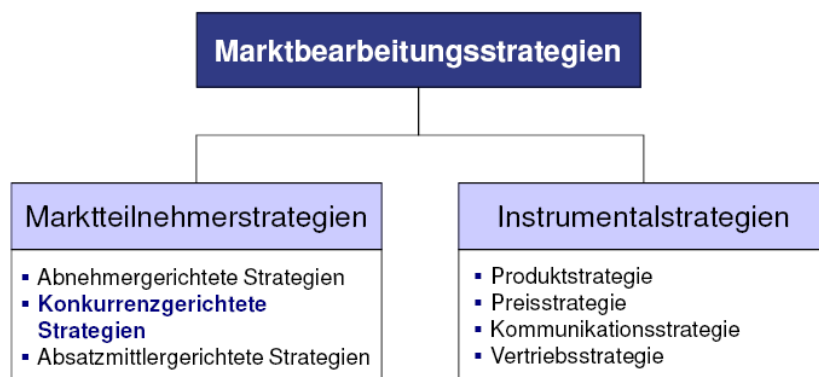 Marktbearbeitungsstrategien
Marktteilnehmerstrategien
▪ Abnehmergerichtete Strategien
▪ Konkurrenzgerichtete
Strategien
▪ Absatzmittlergerichtete Strategien
Instrumentalstrategien
▪ Produktstrategie
▪ Preisstrategie
▪ Kommunikationsstrategie
▪ Vertriebsstrategie